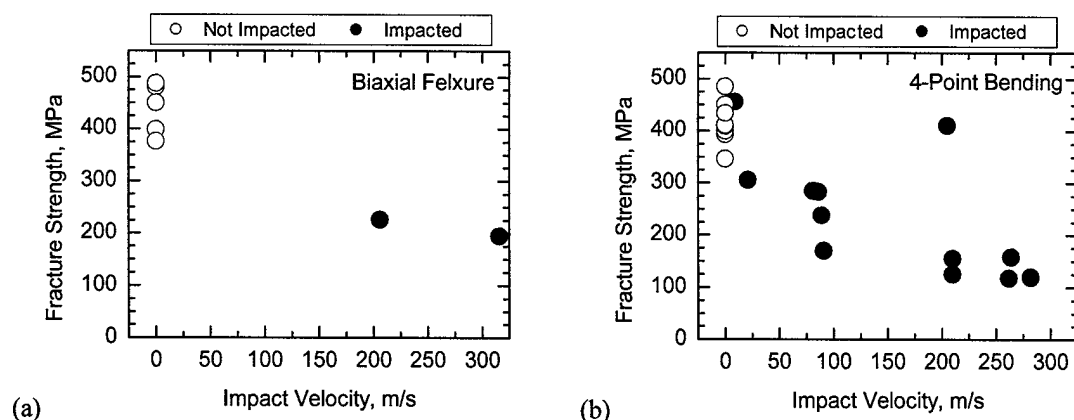 Not Impacted Impacted
Biaxial Felxure
500
400
300
200
100
0
Fracture Strength, MPa
0 50 100 150 200 250 300
Impact Velocity, m/s
(a)
Not Impacted Impacted
4-Point Bending
500
400
300
200
100
0
Fracture Strength, MPa
0 50 100 150 200 250 300
Impact Velocity, m/s
(b)